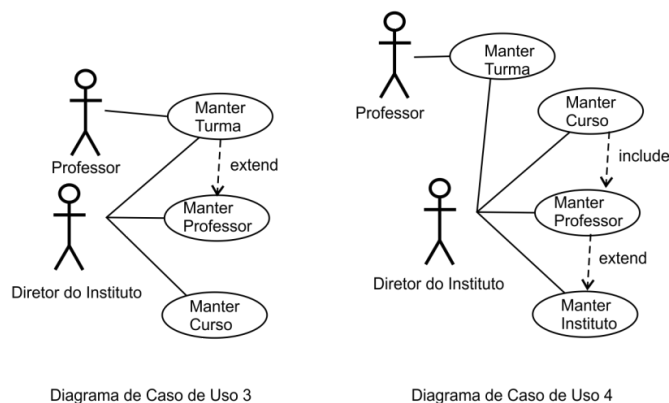 Professor
Manter
Turma
extend
Manter
Professor
Diretor do Instituto
Manter
Curso
Diagrama de Caso de Uso 3
Professor
Manter
Turma
Manter
Curso
include
Manter
Professor
extend
Diretor do Instituto
Manter
Instituto
Diagrama de Caso de Uso 4